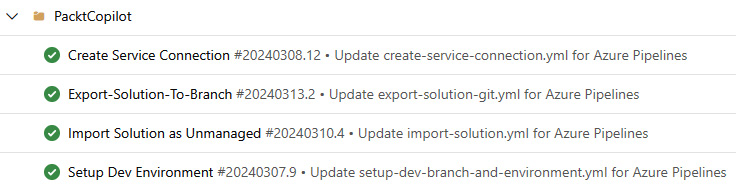 PacktCopilot
Create Service Connection #20240308.12 • Update create-service-connection.yml for Azure Pipelines
Export-Solution-To-Branch #20240313.2 • Update export-solution-git.yml for Azure Pipelines
Import Solution as Unmanaged #20240310.4 • Update import-solution.yml for Azure Pipelines
Setup Dev Environment #20240307.9 • Update setup-dev-branch-and-environment.yml for Azure Pipelines